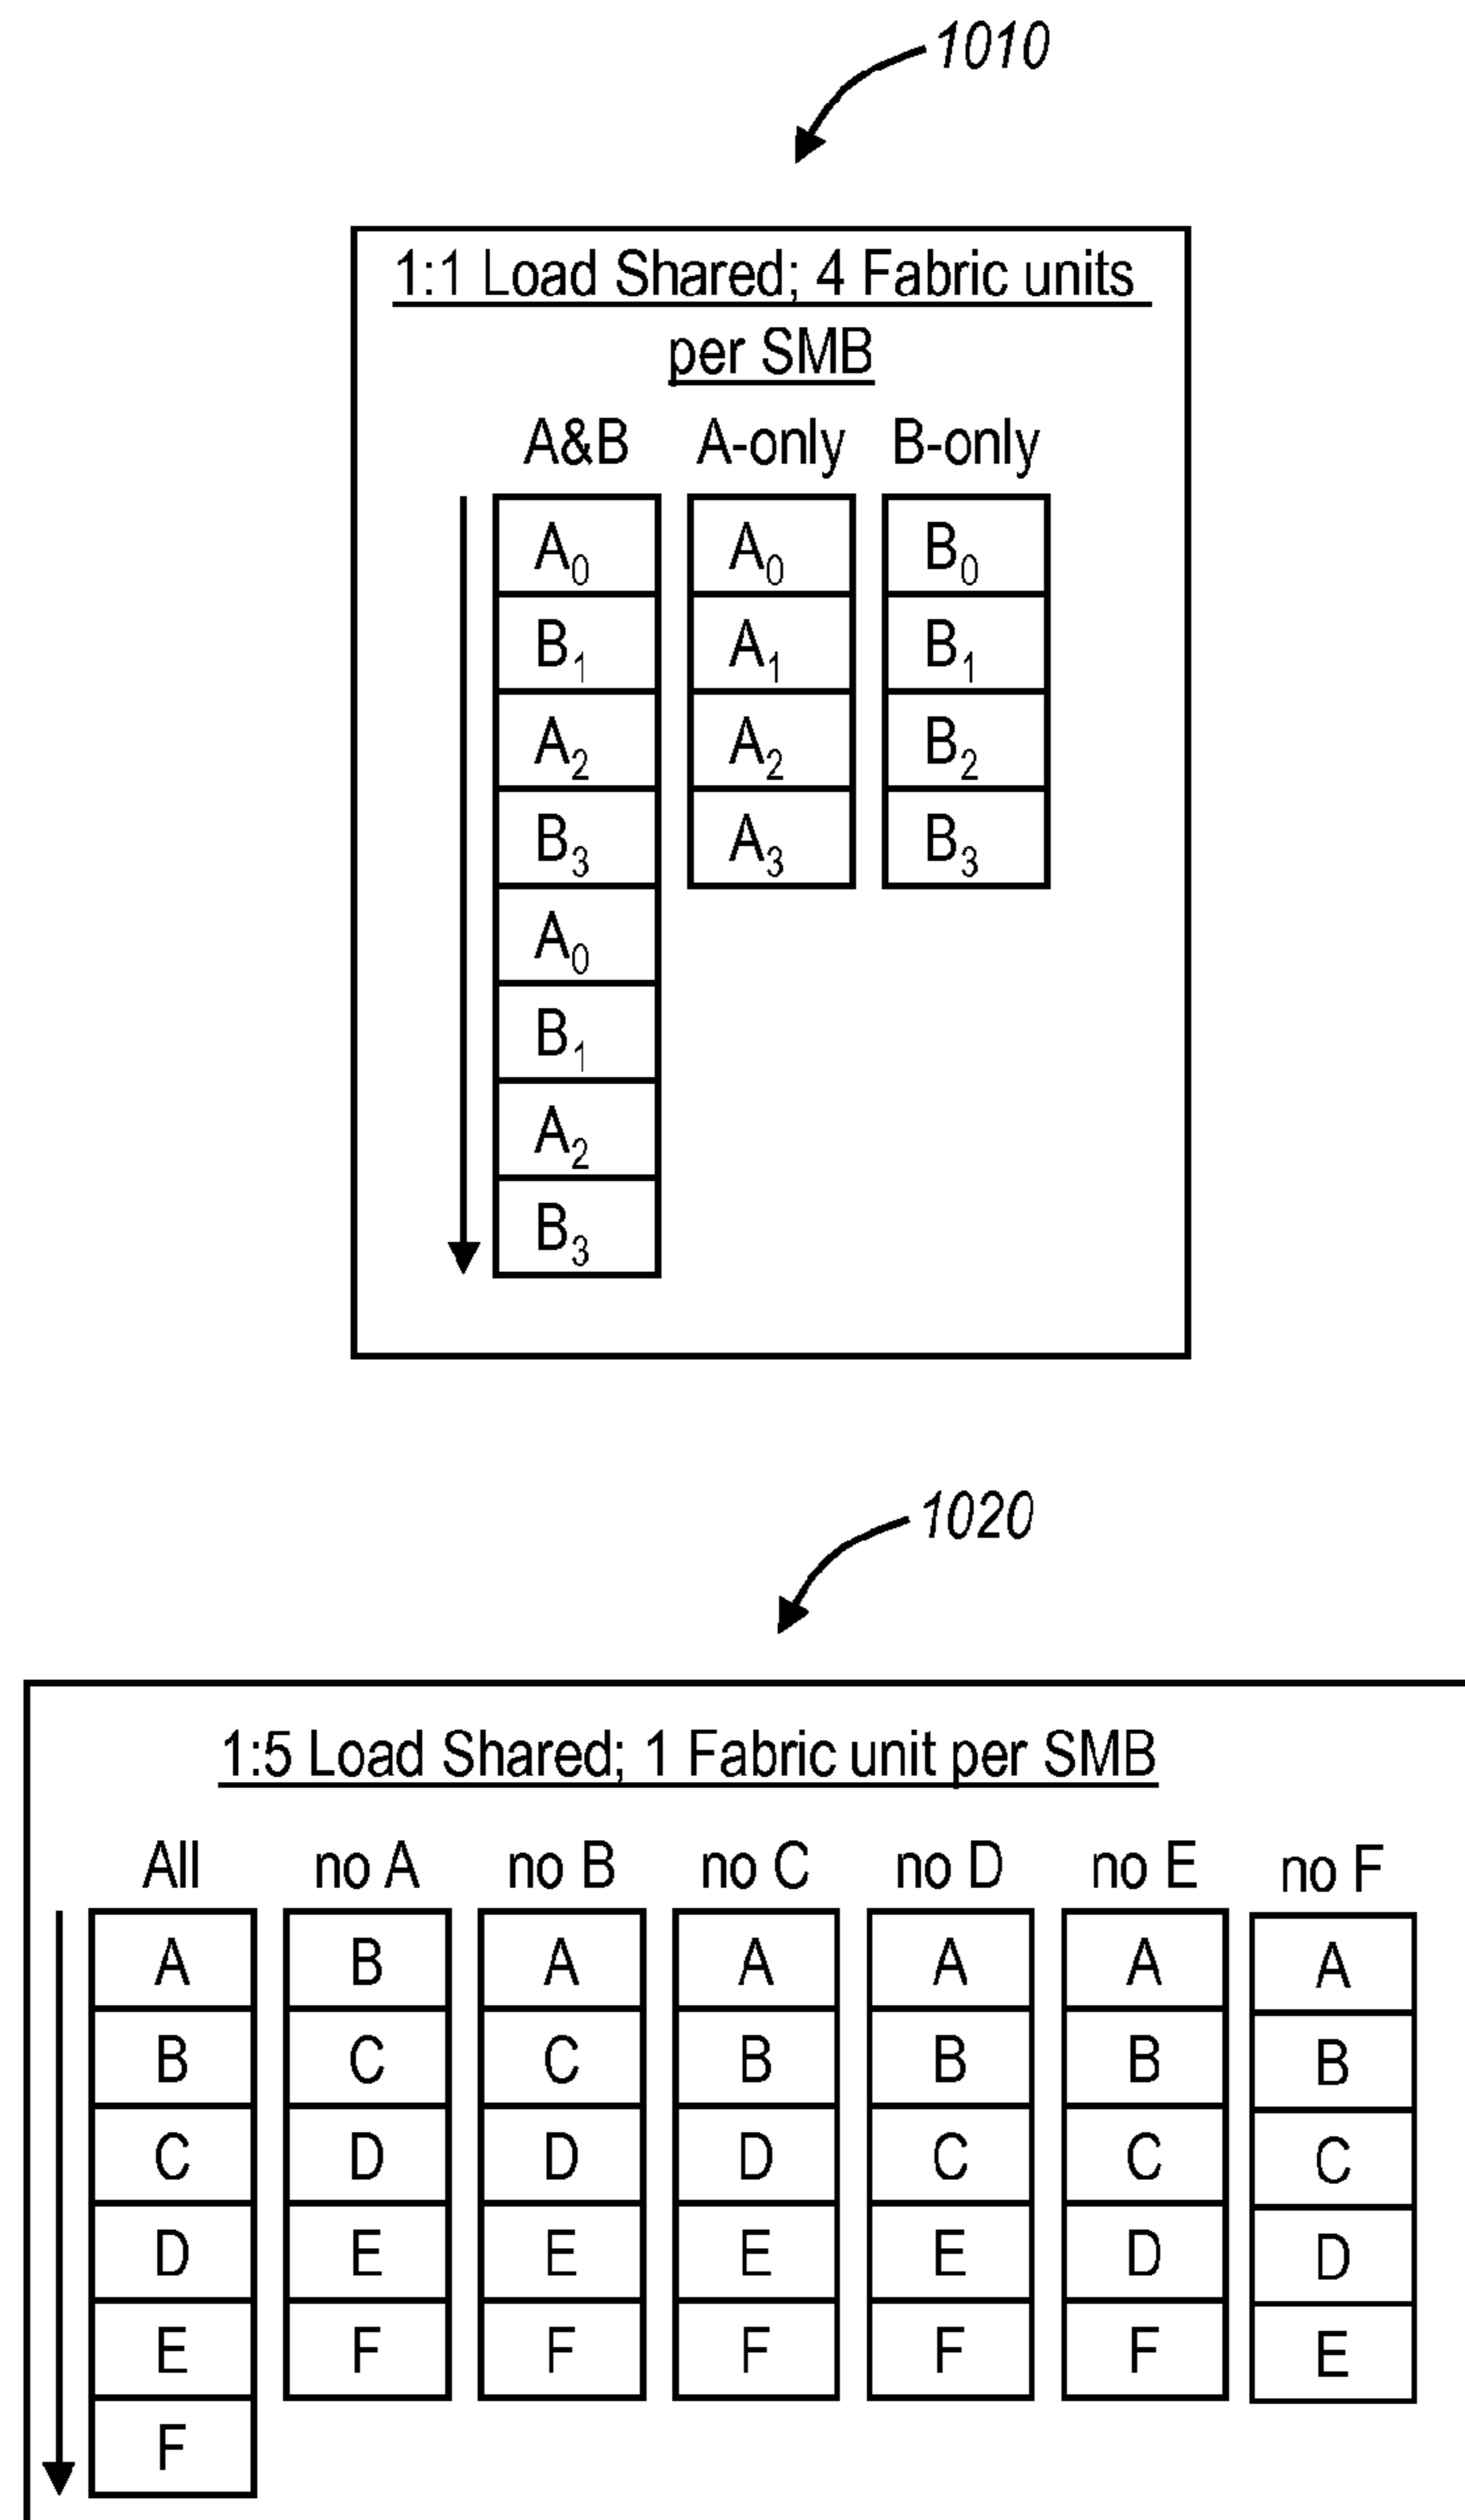 1010
1:1 Load Shared; 4 Fabric units
per SMB
A&B A-only B-only
A0 A0 B0
B1 A1 B1
A2 A2 B2
B3 A3 B3
A0
B1
A2
B3
1020
1:5 Load Shared; 1 Fabric unit per SMB
All no A no B no C no D no E no F
A B A A A A A
B C C B B B B
C D D D C C C
D E E E E D D
E F F F F F E
F